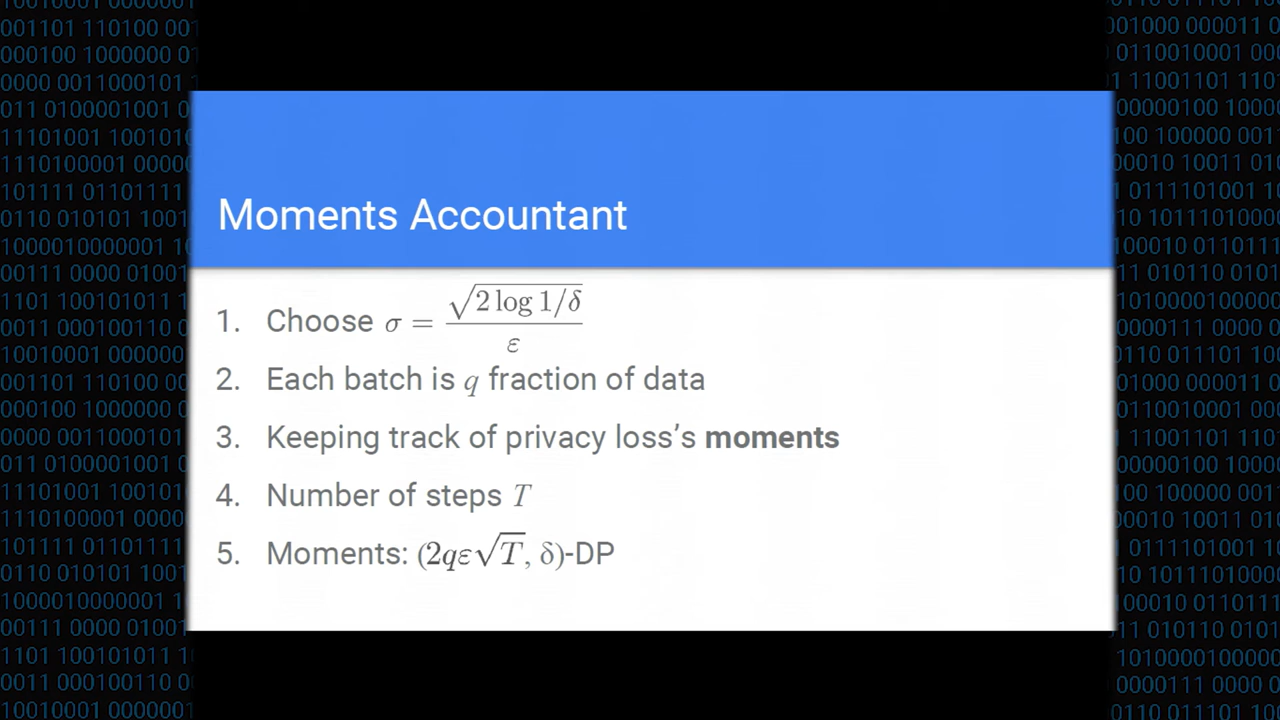 Moments Accountant
1. Choose σ = √(2 log 1/δ) / ε
2. Each batch is q fraction of data
3. Keeping track of privacy loss's moments
4. Number of steps T
5. Moments: (2qε√T, δ)-DP